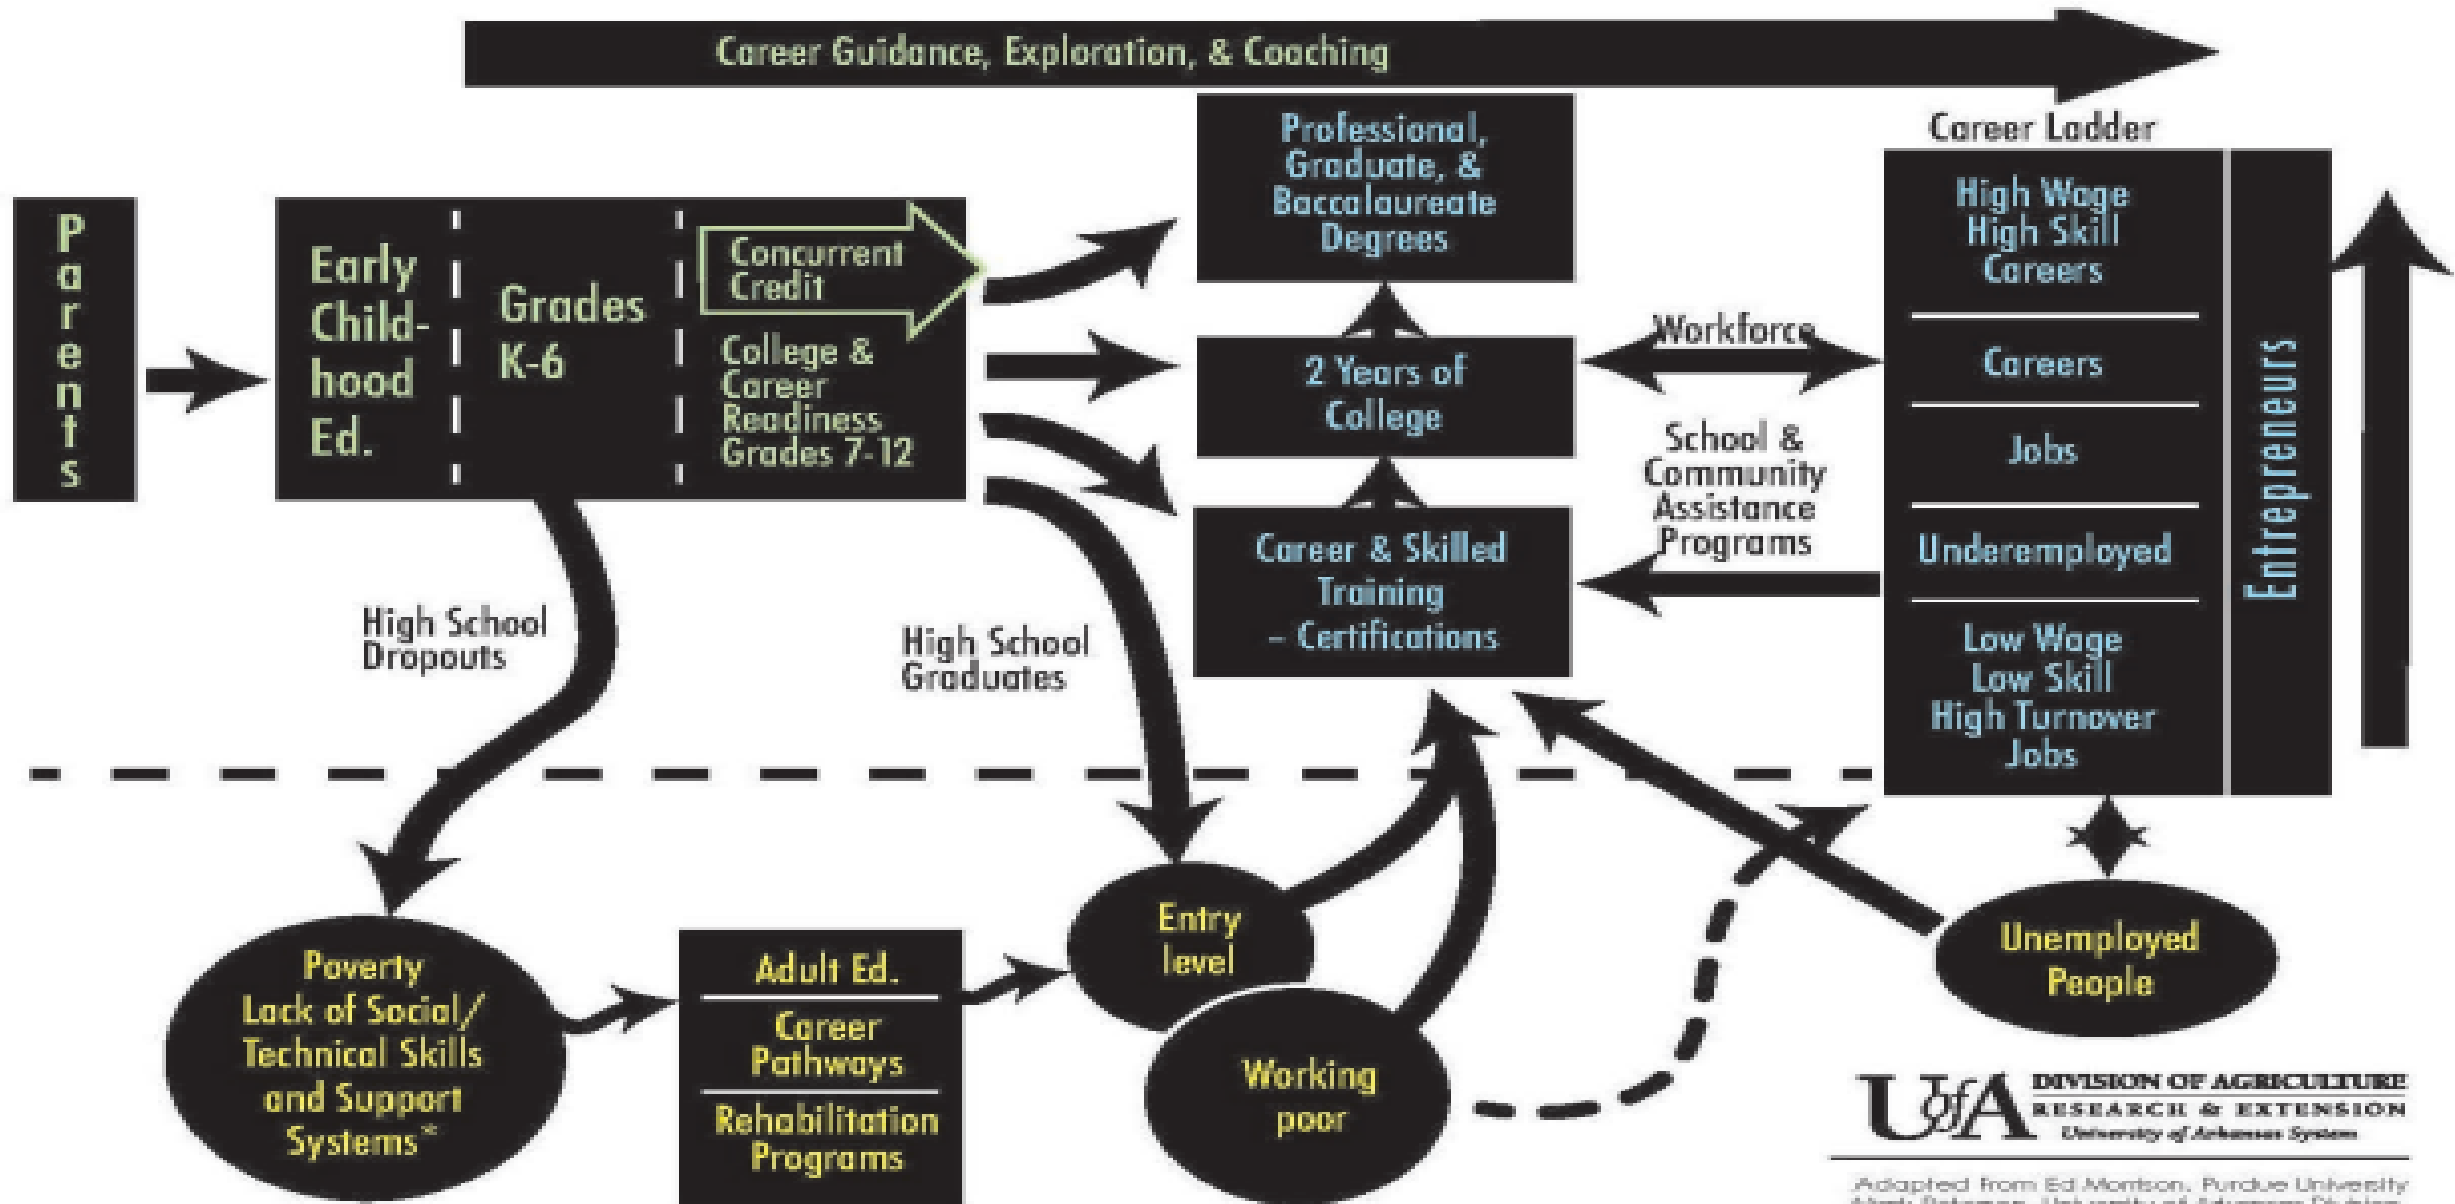 Career Guidance, Exploration, & Coaching
Parents
Early
Child-
hood
Ed.
Grades
K-6
Concurrent
Credit
College &
Career
Readiness
Grades 7-12
Professional,
Graduate, &
Baccalaureate
Degrees
2 Years of
College
Career & Skilled
Training
– Certifications
Workforce
School &
Community
Assistance
Programs
Career Ladder
High Wage
High Skill
Careers
Careers
Jobs
Underemployed
Low Wage
Low Skill
High Turnover
Jobs
Entrepreneurs
High School
Dropouts
High School
Graduates
Poverty
Lack of Social/
Technical Skills
and Support
Systems*
Adult Ed.
Career
Pathways
Rehabilitation
Programs
Entry
level
Working
poor
Unemployed
People
UofA
DIVISION OF AGRICULTURE
RESEARCH & EXTENSION
University of Arkansas System
Adapted from Ed Morrison, Purdue University